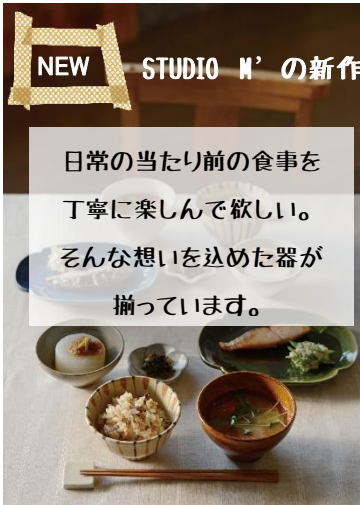 NEW
STUDIO M’の新作
日常の当たり前の食事を
丁寧に楽しんで欲しい。
そんな想いを込めた器が
揃っています。